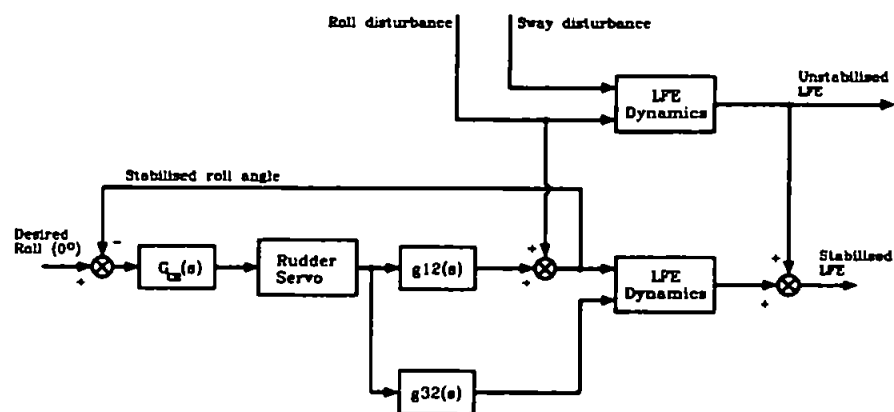 Roll disturbance
Sway disturbance
LFE
Dynamics
Unstabilised
LFE
Stabilised roll angle
Desired
Roll (0°)
-
+
Rudder
Servo
g12(s)
+
+
LFE
Dynamics
+
+
Stabilised
LFE
g32(s)